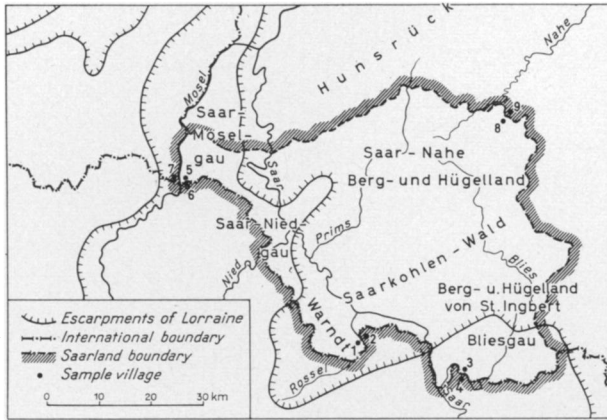 Hunsrück
Nahe
Mosel
Saar-
Mosel-
gau
Saar
9
8
Saar-Nahe
Berg-und Hügelland
7
5
6
Saar-Nied-
gau
Prims
Nied
Saarkohlen-Wald
Blies
Berg- u. Hügelland
von St. Ingbert
Warndt
1
2
Bliesgau
Rossel
3
4
Saar
Escarpments of Lorraine
International boundary
Saarland boundary
Sample village
0 10 20 30 km